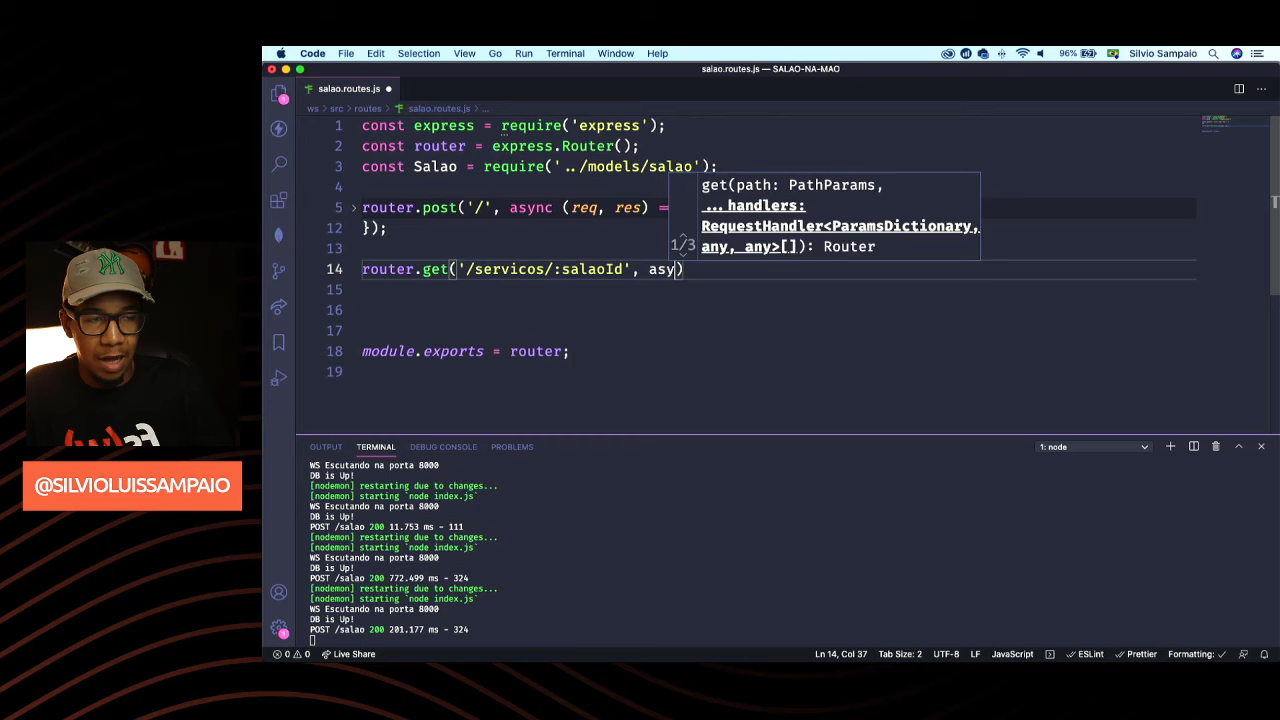 Code File Edit Selection View Go Run Terminal Window Help 96% Silvio Sampaio
salao.routes.js — SALAO-NA-MAO
salao.routes.js
ws > src > routes > salao.routes.js > ...
1 const express = require('express');
2 const router = express.Router();
3 const Salao = require('../models/salao');
4
get(path: PathParams,
5 router.post('/', async (req, res) =
...handlers:
12 });
RequestHandler<ParamsDictionary,
13
1/3 any, any>[]): Router
14 router.get('/servicos/:salaoId', asy)
15
16
17
18 module.exports = router;
19
OUTPUT TERMINAL DEBUG CONSOLE PROBLEMS 1: node
WS Escutando na porta 8000
DB is Up!
[nodemon] restarting due to changes...
[nodemon] starting `node index.js`
WS Escutando na porta 8000
DB is Up!
POST /salao 200 11.753 ms - 111
[nodemon] restarting due to changes...
[nodemon] starting `node index.js`
WS Escutando na porta 8000
DB is Up!
POST /salao 200 772.499 ms - 324
[nodemon] restarting due to changes...
[nodemon] starting `node index.js`
WS Escutando na porta 8000
DB is Up!
POST /salao 200 201.177 ms - 324
0 0 Live Share Ln 14, Col 37 Tab Size: 2 UTF-8 LF JavaScript ESLint Prettier Formatting:
@SILVIOLUISSAMPAIO